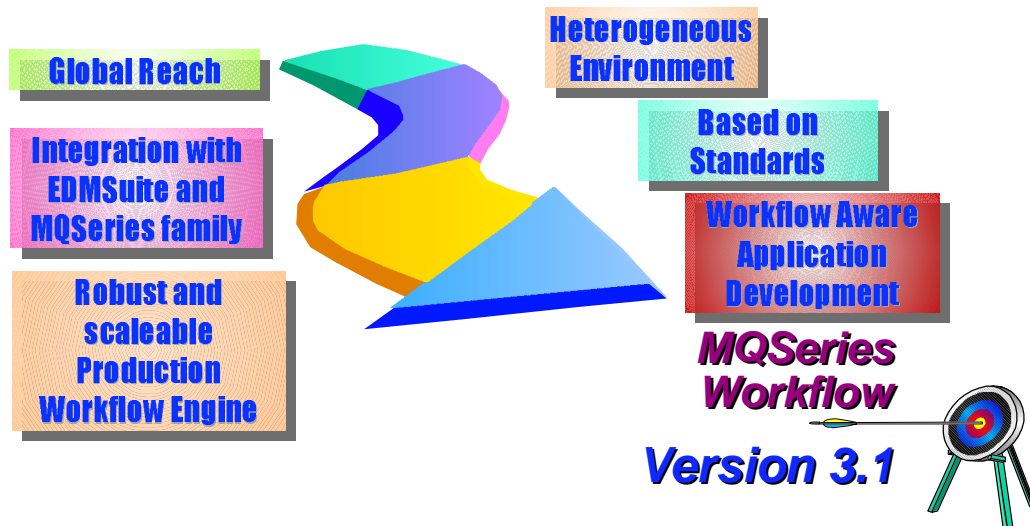 Global Reach
Integration with
EDMSuite and
MQSeries family
Robust and
scaleable
Production
Workflow Engine
Heterogeneous
Environment
Based on
Standards
Workflow Aware
Application
Development
MQSeries
Workflow
Version 3.1